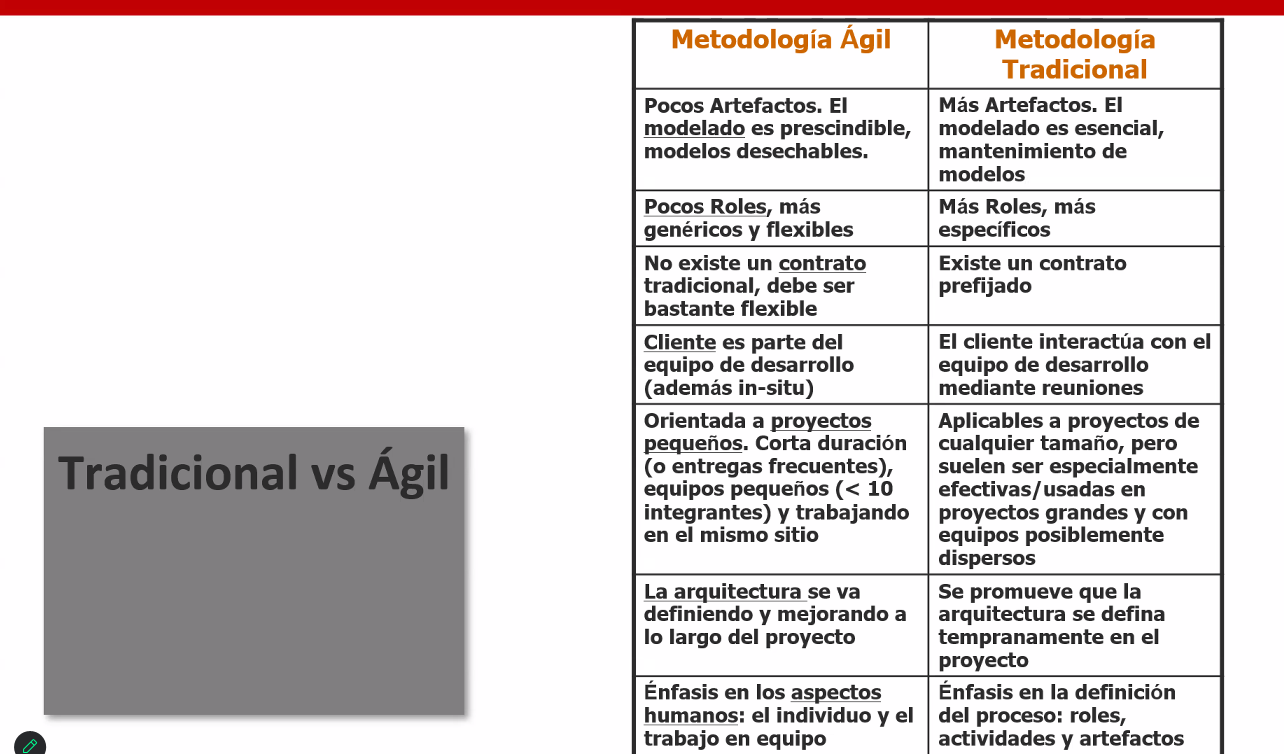 Tradicional vs Ágil
Metodología Ágil
Metodología
Tradicional
Pocos Artefactos. El
modelado es prescindible,
modelos desechables.
Más Artefactos. El
modelado es esencial,
mantenimiento de
modelos
Pocos Roles, más
genéricos y flexibles
Más Roles, más
específicos
No existe un contrato
tradicional, debe ser
bastante flexible
Existe un contrato
prefijado
Cliente es parte del
equipo de desarrollo
(además in-situ)
El cliente interactúa con el
equipo de desarrollo
mediante reuniones
Orientada a proyectos
pequeños. Corta duración
(o entregas frecuentes),
equipos pequeños (< 10
integrantes) y trabajando
en el mismo sitio
Aplicables a proyectos de
cualquier tamaño, pero
suelen ser especialmente
efectivas/usadas en
proyectos grandes y con
equipos posiblemente
dispersos
La arquitectura se va
definiendo y mejorando a
lo largo del proyecto
Se promueve que la
arquitectura se defina
tempranamente en el
proyecto
Énfasis en los aspectos
humanos: el individuo y el
trabajo en equipo
Énfasis en la definición
del proceso: roles,
actividades y artefactos